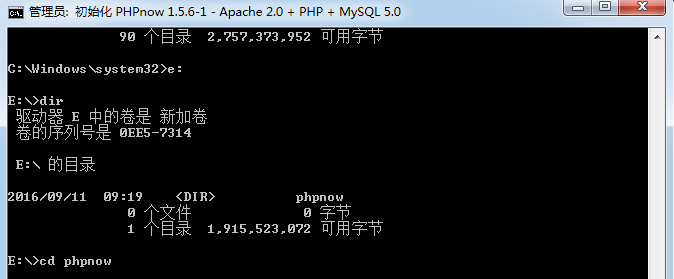 管理员: 初始化 PHPnow 1.5.6-1 - Apache 2.0 + PHP + MySQL 5.0
90 个目录  2,757,373,952 可用字节
C:\Windows\system32>e:
E:\>dir
驱动器 E 中的卷是 新加卷
卷的序列号是 0EE5-7314
E:\ 的目录
2016/09/11  09:19    <DIR>          phpnow
0 个文件              0 字节
1 个目录  1,915,523,072 可用字节
E:\>cd phpnow